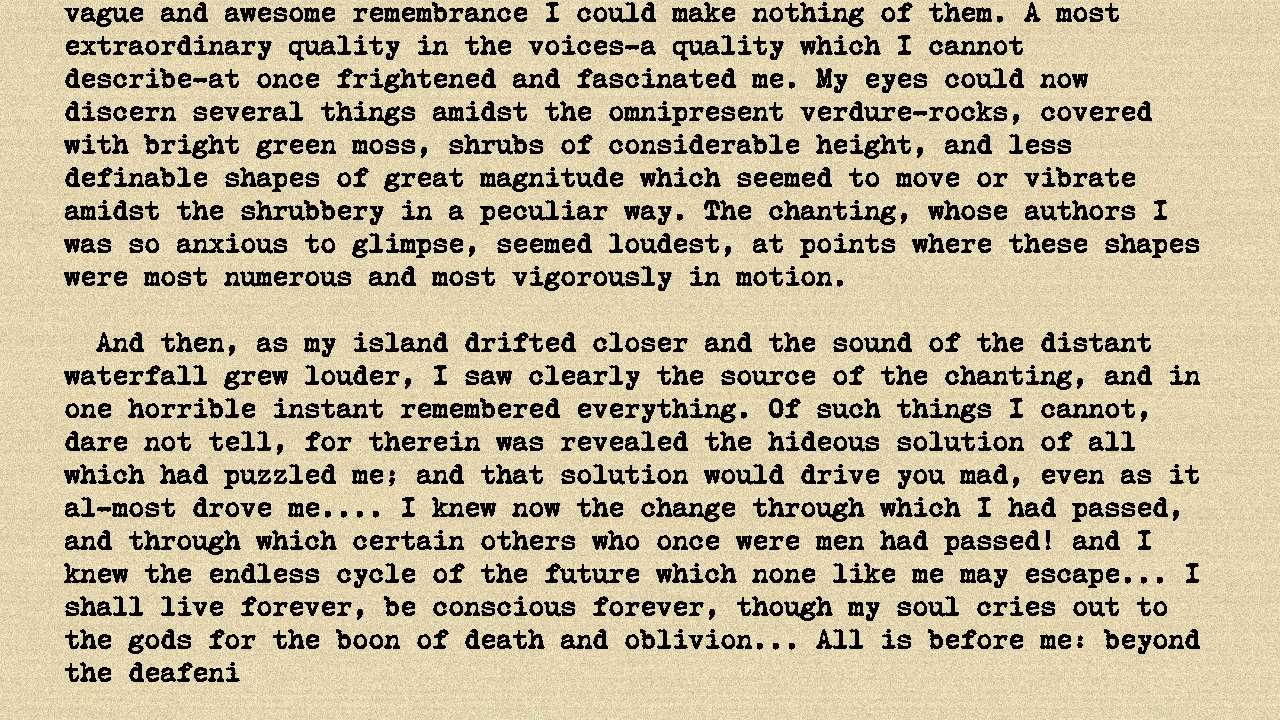 vague and awesome remembrance I could make nothing of them. A most
extraordinary quality in the voices-a quality which I cannot
describe-at once frightened and fascinated me. My eyes could now
discern several things amidst the omnipresent verdure-rocks, covered
with bright green moss, shrubs of considerable height, and less
definable shapes of great magnitude which seemed to move or vibrate
amidst the shrubbery in a peculiar way. The chanting, whose authors I
was so anxious to glimpse, seemed loudest, at points where these shapes
were most numerous and most vigorously in motion.
And then, as my island drifted closer and the sound of the distant
waterfall grew louder, I saw clearly the source of the chanting, and in
one horrible instant remembered everything. Of such things I cannot,
dare not tell, for therein was revealed the hideous solution of all
which had puzzled me; and that solution would drive you mad, even as it
al-most drove me.... I knew now the change through which I had passed,
and through which certain others who once were men had passed! and I
knew the endless cycle of the future which none like me may escape... I
shall live forever, be conscious forever, though my soul cries out to
the gods for the boon of death and oblivion... All is before me: beyond
the deafeni